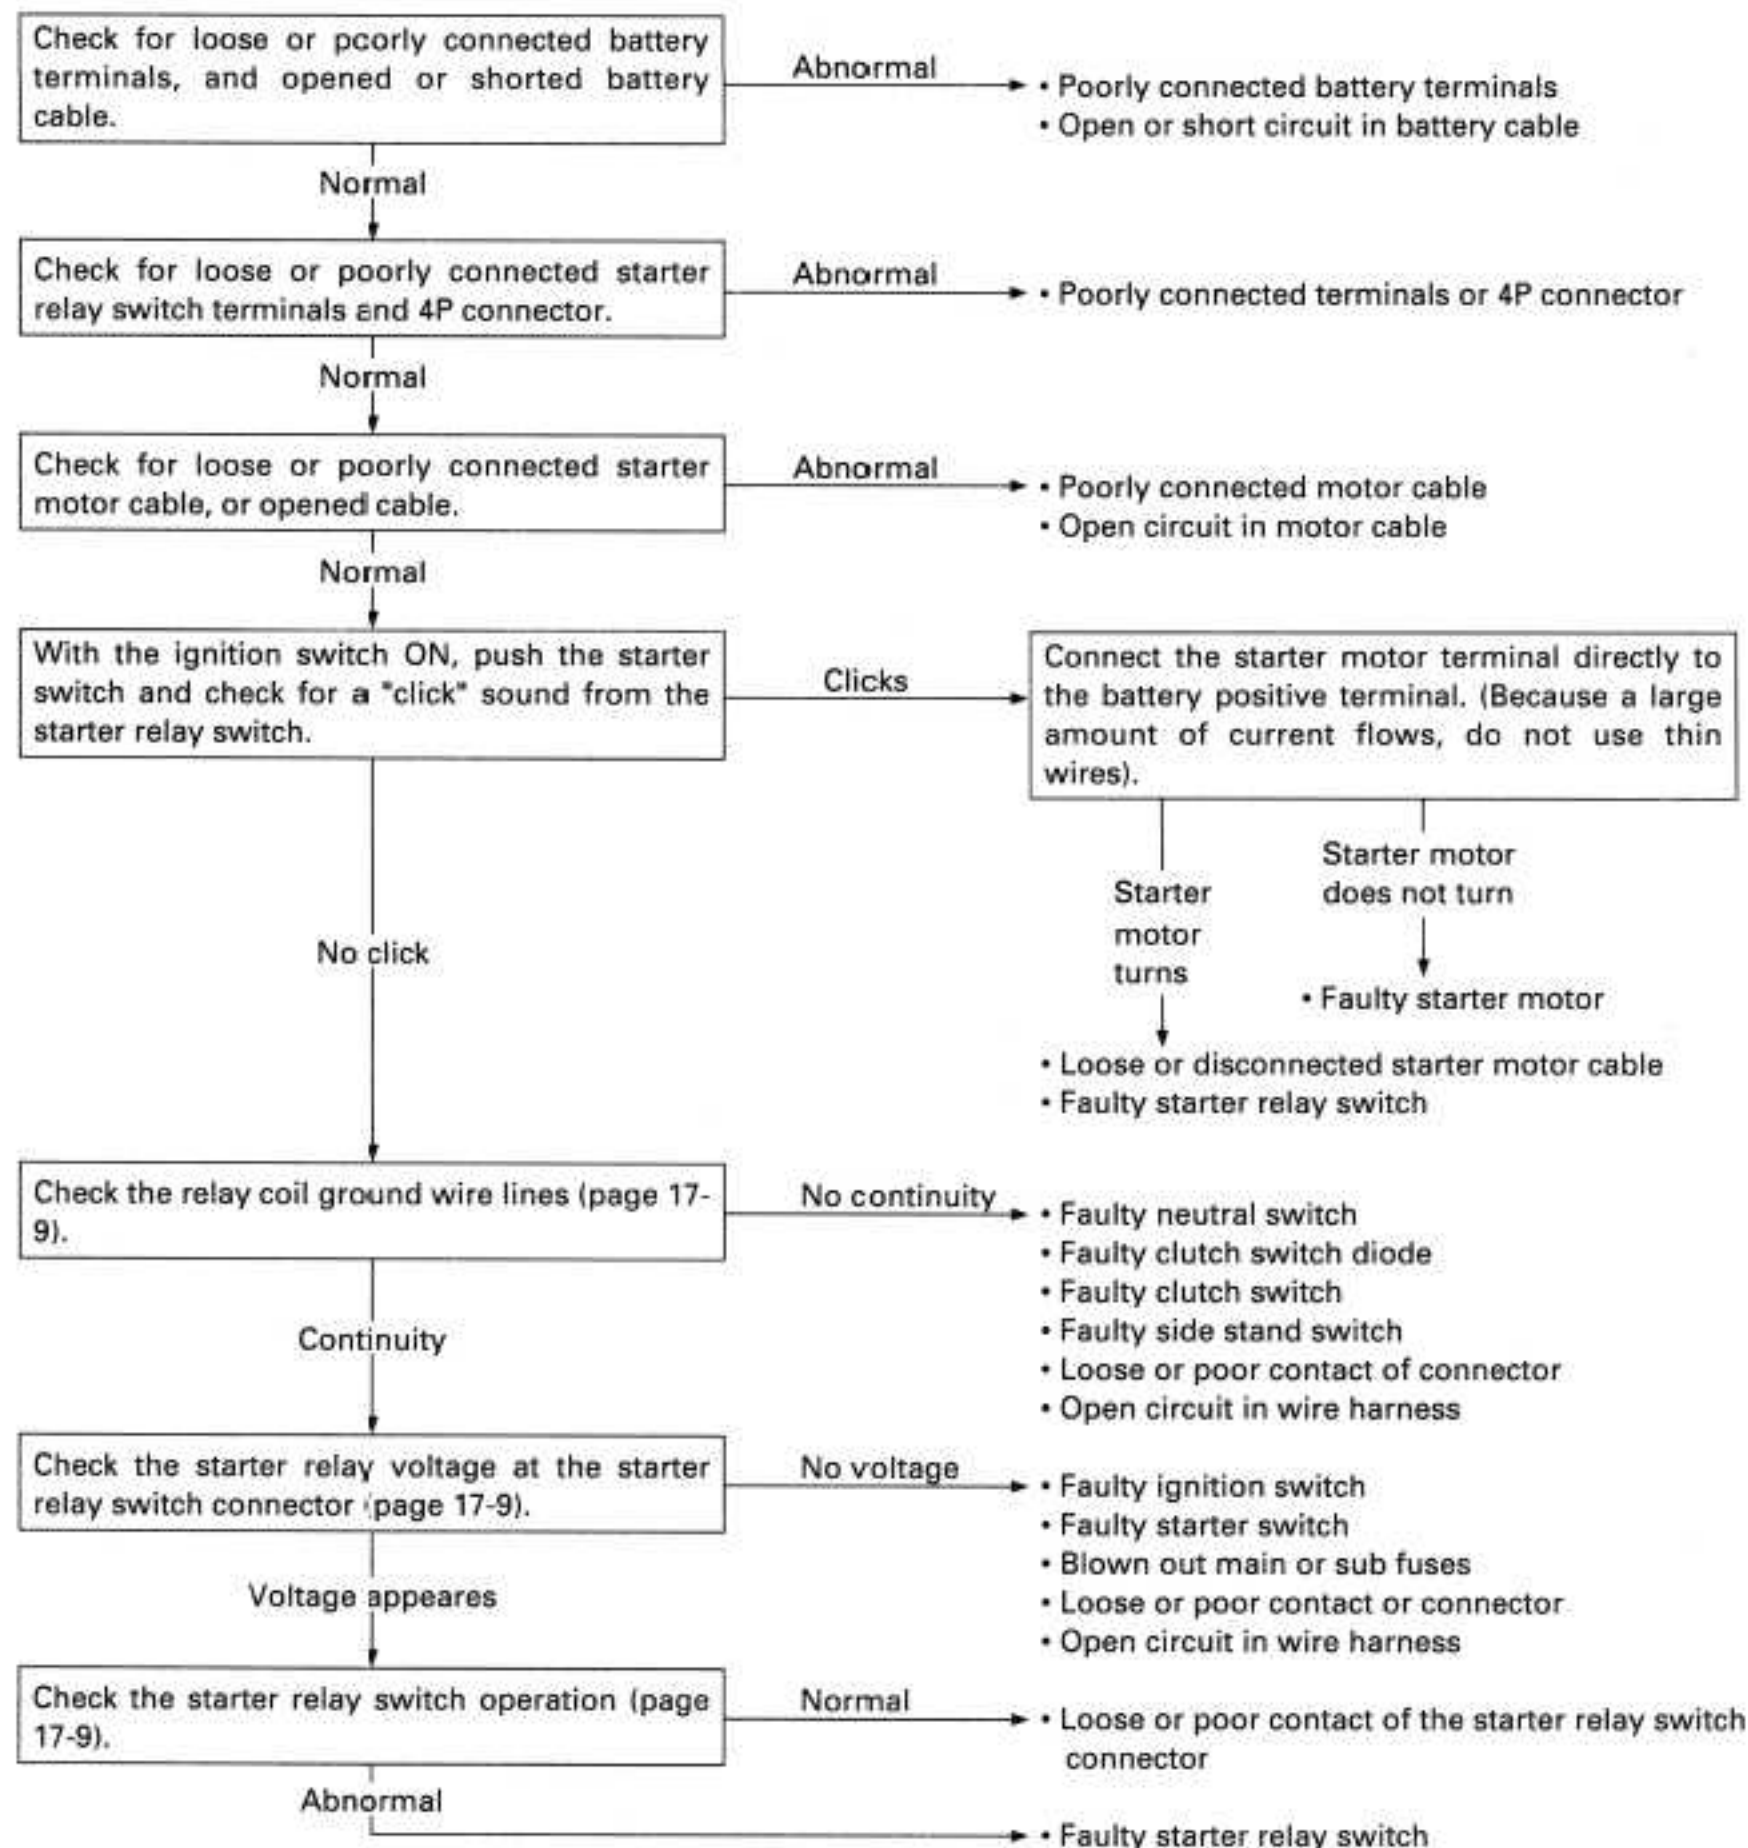 Check for loose or poorly connected battery
terminals, and opened or shorted battery
cable.
Abnormal
• Poorly connected battery terminals
• Open or short circuit in battery cable
Normal
Check for loose or poorly connected starter
relay switch terminals and 4P connector.
Abnormal
• Poorly connected terminals or 4P connector
Normal
Check for loose or poorly connected starter
motor cable, or opened cable.
Abnormal
• Poorly connected motor cable
• Open circuit in motor cable
Normal
With the ignition switch ON, push the starter
switch and check for a "click" sound from the
starter relay switch.
Clicks
Connect the starter motor terminal directly to
the battery positive terminal. (Because a large
amount of current flows, do not use thin
wires).
Starter motor
does not turn
• Faulty starter motor
Starter
motor
turns
• Loose or disconnected starter motor cable
• Faulty starter relay switch
No click
Check the relay coil ground wire lines (page 17-
9).
No continuity
• Faulty neutral switch
• Faulty clutch switch diode
• Faulty clutch switch
• Faulty side stand switch
• Loose or poor contact of connector
• Open circuit in wire harness
Continuity
Check the starter relay voltage at the starter
relay switch connector (page 17-9).
No voltage
• Faulty ignition switch
• Faulty starter switch
• Blown out main or sub fuses
• Loose or poor contact or connector
• Open circuit in wire harness
Voltage appeares
Check the starter relay switch operation (page
17-9).
Normal
• Loose or poor contact of the starter relay switch
connector
Abnormal
• Faulty starter relay switch